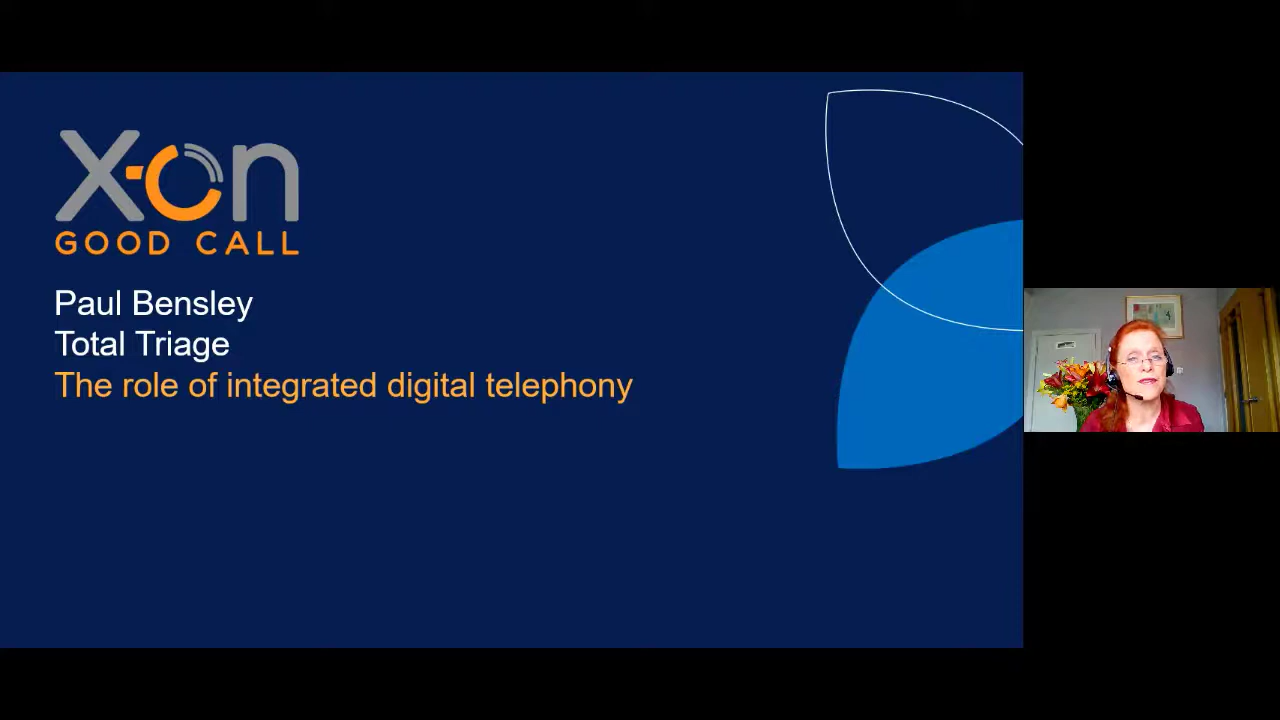 X-on
GOOD CALL
Paul Bensley
Total Triage
The role of integrated digital telephony